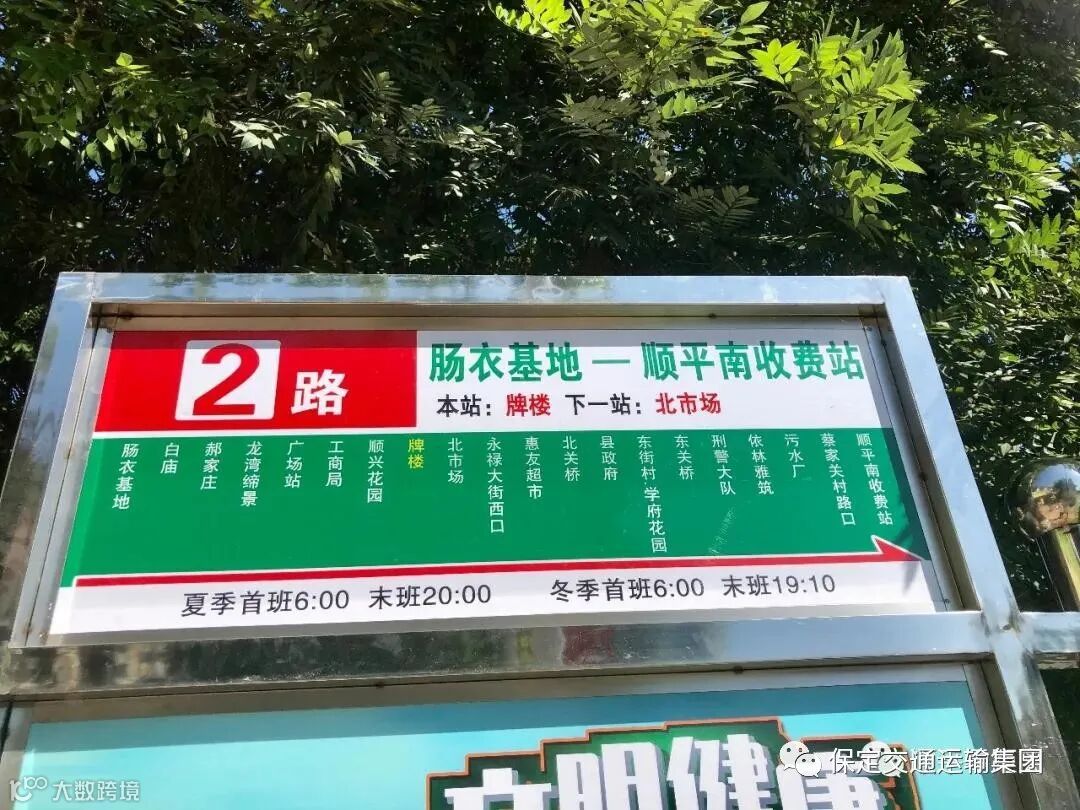 2路
肠衣基地—顺平南收费站
本站：牌楼 下一站：北市场
肠衣基地
白庙
郝家庄
龙湾缔景
广场站
工商局
顺兴花园
牌楼
北市场
永禄大街西口
惠友超市
北关桥
县政府
东街村 学府花园
东关桥
刑警大队
依林雅筑
污水厂
蔡家关村路口
顺平南收费站
夏季首班6:00 末班20:00 冬季首班6:00 末班19:10
文明健康
保定交通运输集团
大数跨境